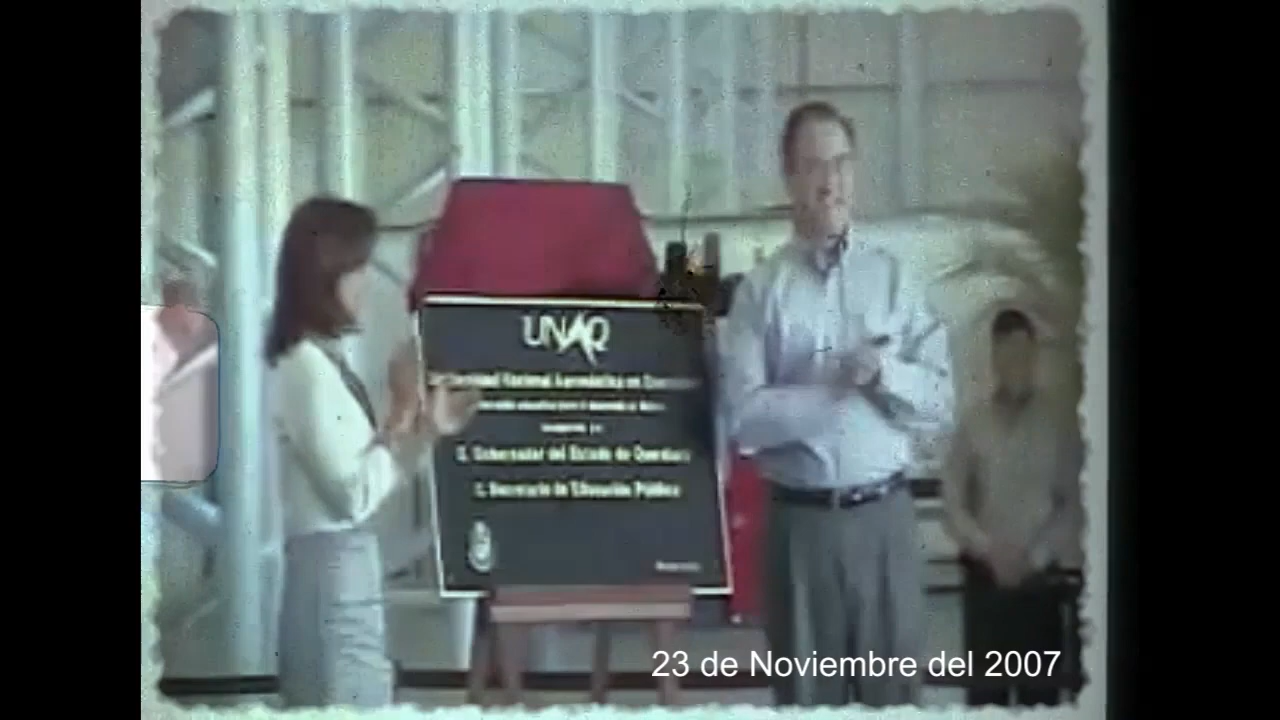 UNAQ
Universidad Nacional Aeronáutica en Querétaro
C. Gobernador del Estado de Querétaro
C. Secretaria de Educación Pública
23 de Noviembre del 2007